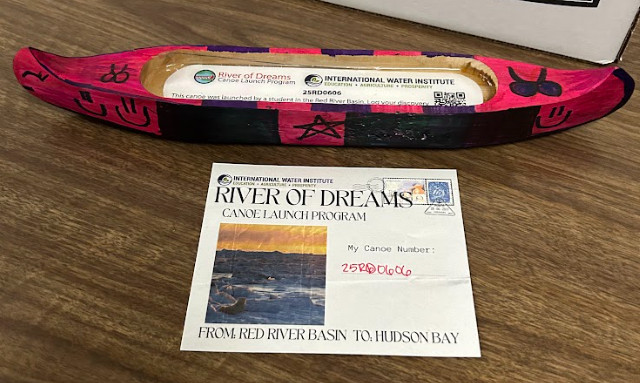 River of Dreams
Canoe Launch Program
INTERNATIONAL WATER INSTITUTE
EDUCATION • AGRICULTURE • PROSPERITY
25RD0606
This canoe was launched by a student in the Red River Basin. Log your discovery
INTERNATIONAL WATER INSTITUTE
EDUCATION • AGRICULTURE • PROSPERITY
RIVER OF DREAMS
CANOE LAUNCH PROGRAM
My Canoe Number:
25RD0606
FROM: RED RIVER BASIN TO: HUDSON BAY